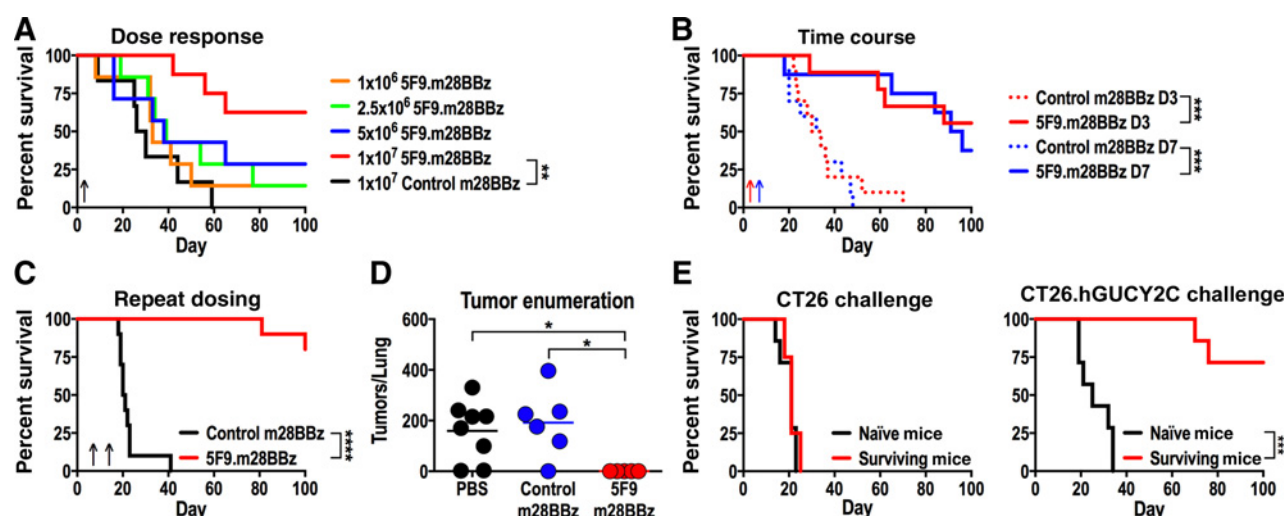 A
Dose response
Percent survival
100
75
50
25
0
0 20 40 60 80 100
Day
1x10⁶ 5F9.m28BBz
2.5x10⁶ 5F9.m28BBz
5x10⁶ 5F9.m28BBz
1x10⁷ 5F9.m28BBz
1x10⁷ Control m28BBz
**
B
Time course
Percent survival
100
75
50
25
0
0 20 40 60 80 100
Day
Control m28BBz D3
5F9.m28BBz D3
Control m28BBz D7
5F9.m28BBz D7
***
***
C
Repeat dosing
Percent survival
100
75
50
25
0
0 20 40 60 80 100
Day
Control m28BBz
5F9.m28BBz
****
D
Tumor enumeration
Tumors/Lung
600
400
200
0
*
*
PBS
Control
m28BBz
5F9
m28BBz
E
CT26 challenge
Percent survival
100
75
50
25
0
0 20 40 60 80 100
Day
Naïve mice
Surviving mice
CT26.hGUCY2C challenge
Percent survival
100
75
50
25
0
0 20 40 60 80 100
Day
Naïve mice
Surviving mice
***